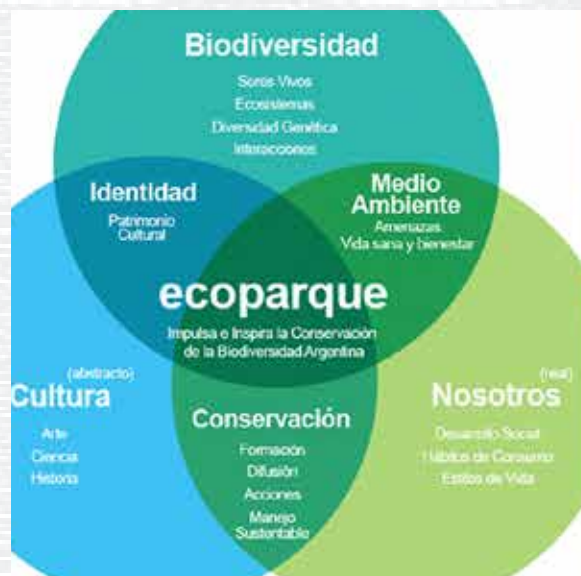 Biodiversidad
Seres Vivos
Ecosistemas
Diversidad Genética
Interacciones
Identidad
Patrimonio
Cultural
Medio
Ambiente
Amenazas
Vida sana y bienestar
ecoparque
Impulsa e Inspira la Conservación
de la Biodiversidad Argentina
(abstracto)
Cultura
Arte
Ciencia
Historia
Conservación
Formación
Difusión
Acciones
Manejo
Sustentable
(real)
Nosotros
Desarrollo Social
Hábitos de Consumo
Estilos de Vida